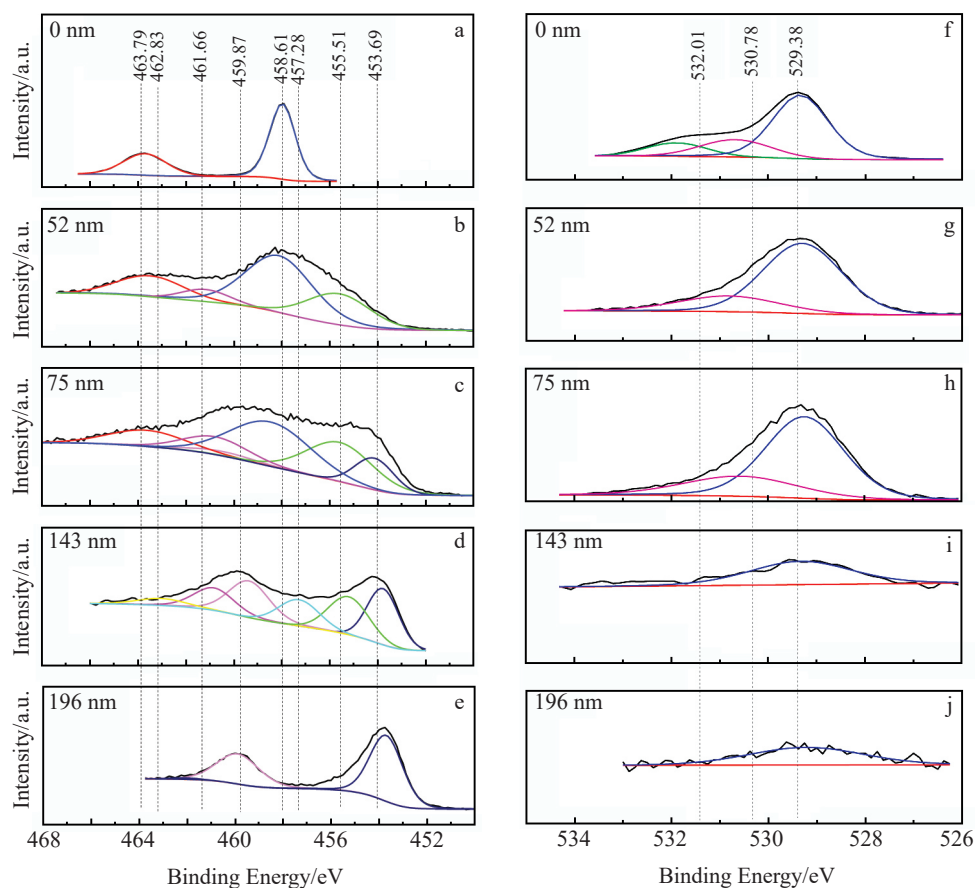 0 nm
a
463.79
462.83
461.66
459.87
458.61
457.28
455.51
453.69
Intensity/a.u.
52 nm
b
Intensity/a.u.
75 nm
c
Intensity/a.u.
143 nm
d
Intensity/a.u.
196 nm
e
Intensity/a.u.
468 464 460 456 452
Binding Energy/eV
0 nm
f
532.01
530.78
529.38
52 nm
g
75 nm
h
143 nm
i
196 nm
j
534 532 530 528 526
Binding Energy/eV